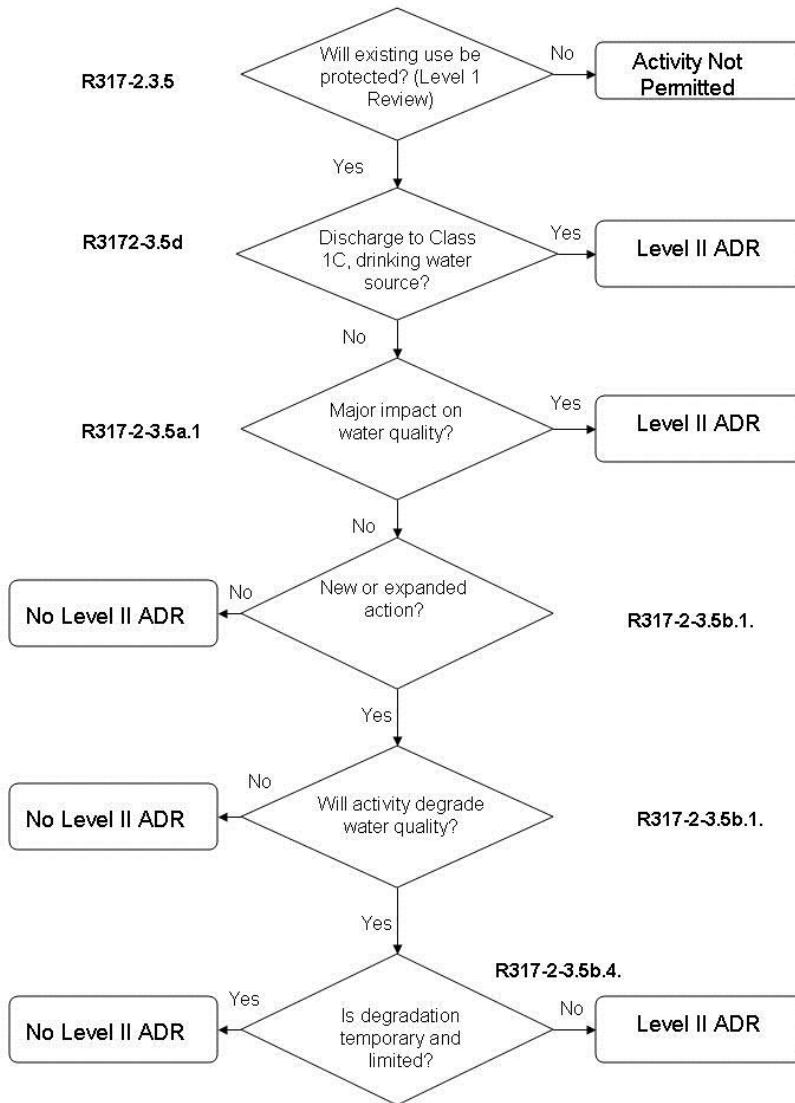 Will existing use be
protected? (Level 1
Review)
No
Activity Not
Permitted
R317-2.3.5
Yes
R3172-3.5d
Discharge to Class
1C, drinking water
source?
Yes
Level II ADR
No
R317-2-3.5a.1
Major impact on
water quality?
Yes
Level II ADR
No
New or expanded
action?
No
No Level II ADR
R317-2-3.5b.1.
Yes
Will activity degrade
water quality?
No
No Level II ADR
R317-2-3.5b.1.
Yes
R317-2-3.5b.4.
Is degradation
temporary and
limited?
Yes
No Level II ADR
No
Level II ADR